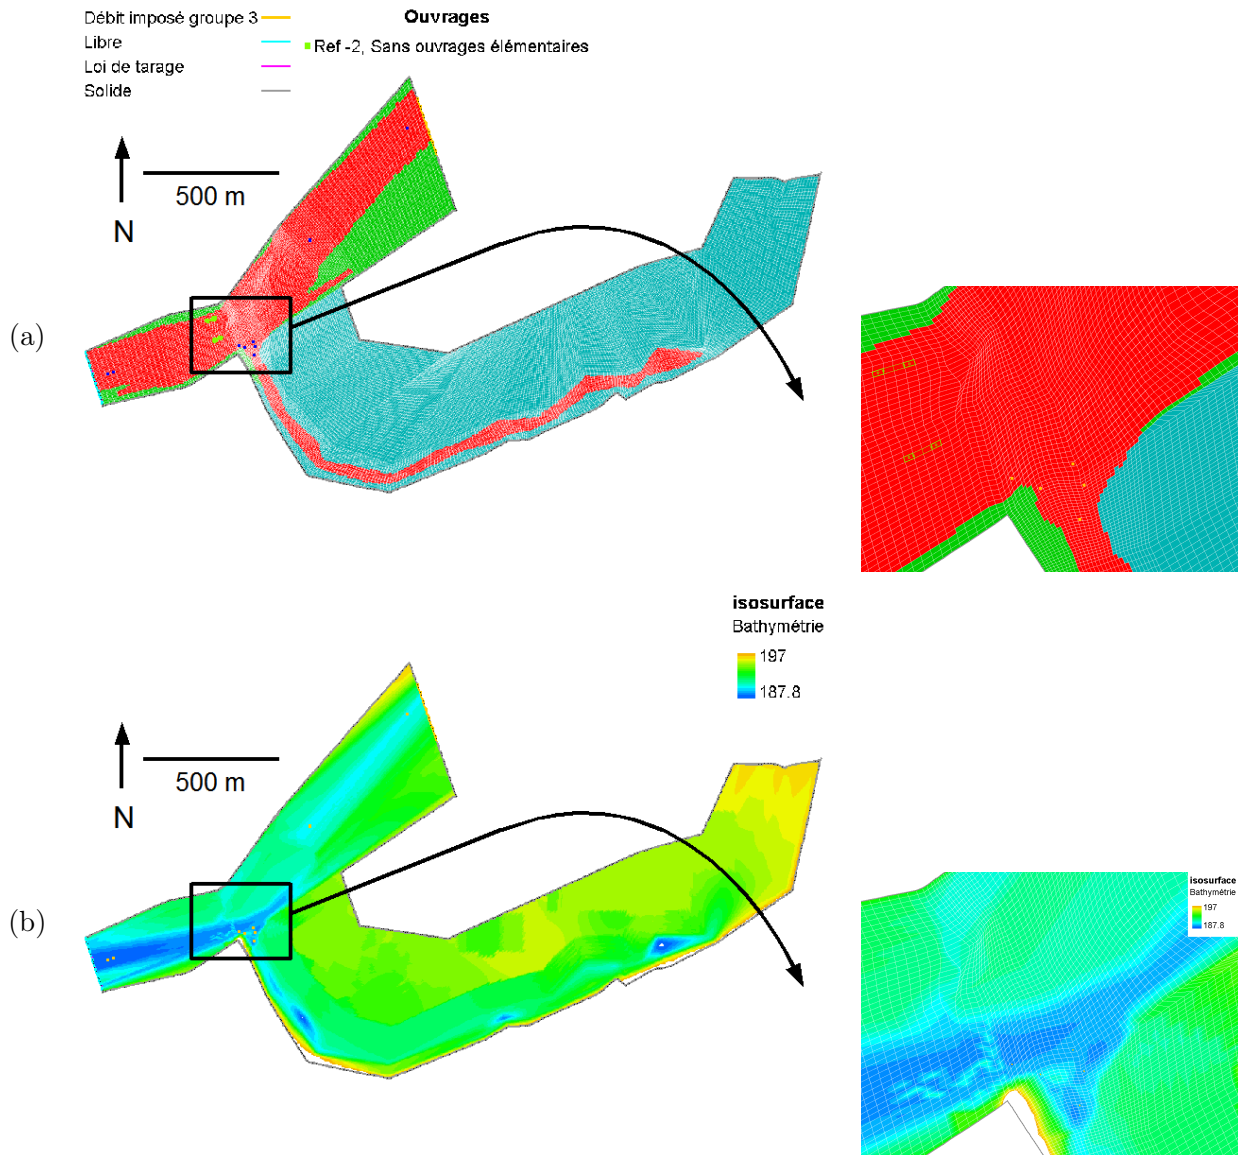 Débit imposé groupe 3
Libre
Loi de tarage
Solide
Ouvrages
Ref -2, Sans ouvrages élémentaires
500 m
N
(a)
isosurface
Bathymétrie
197
187.8
500 m
N
(b)
isosurface
Bathymétrie
197
187.8